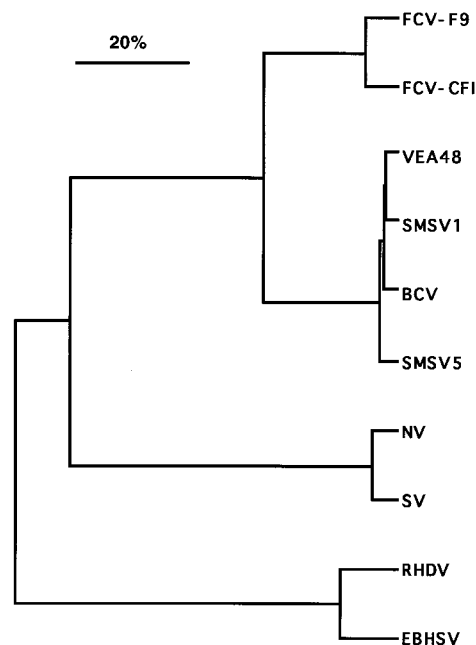 20%
FCV-F9
FCV-CFI
VEA48
SMSV1
BCV
SMSV5
NV
SV
RHDV
EBHSV